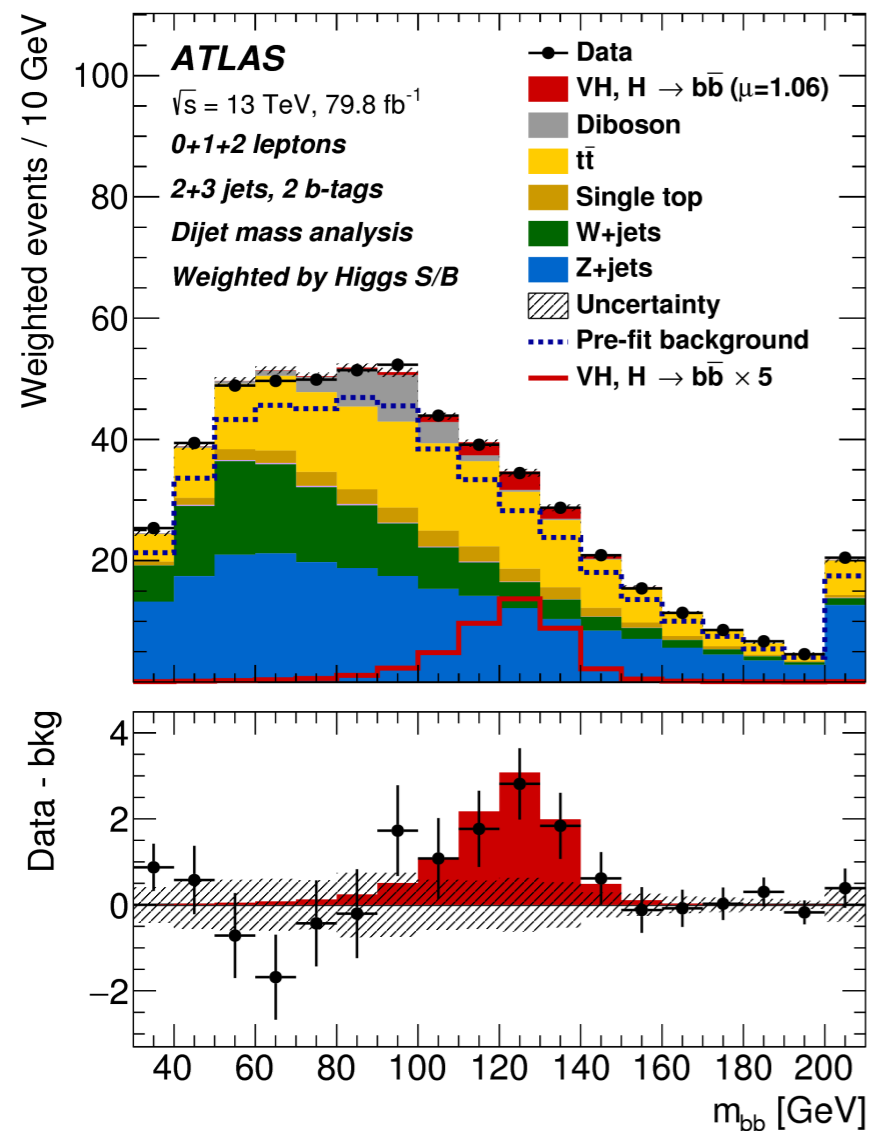 ATLAS
√s = 13 TeV, 79.8 fb⁻¹
0+1+2 leptons
2+3 jets, 2 b-tags
Dijet mass analysis
Weighted by Higgs S/B
Data
VH, H → bb̅ (μ=1.06)
Diboson
tt̅
Single top
W+jets
Z+jets
Uncertainty
Pre-fit background
VH, H → bb̅ × 5
Weighted events / 10 GeV
100
80
60
40
20
Data - bkg
4
2
0
−2
40 60 80 100 120 140 160 180 200
m_bb [GeV]